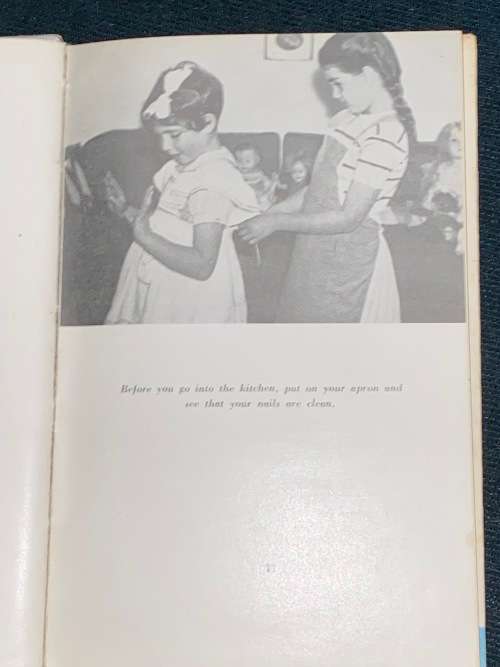 Before you go into the kitchen, put on your apron and
see that your nails are clean.